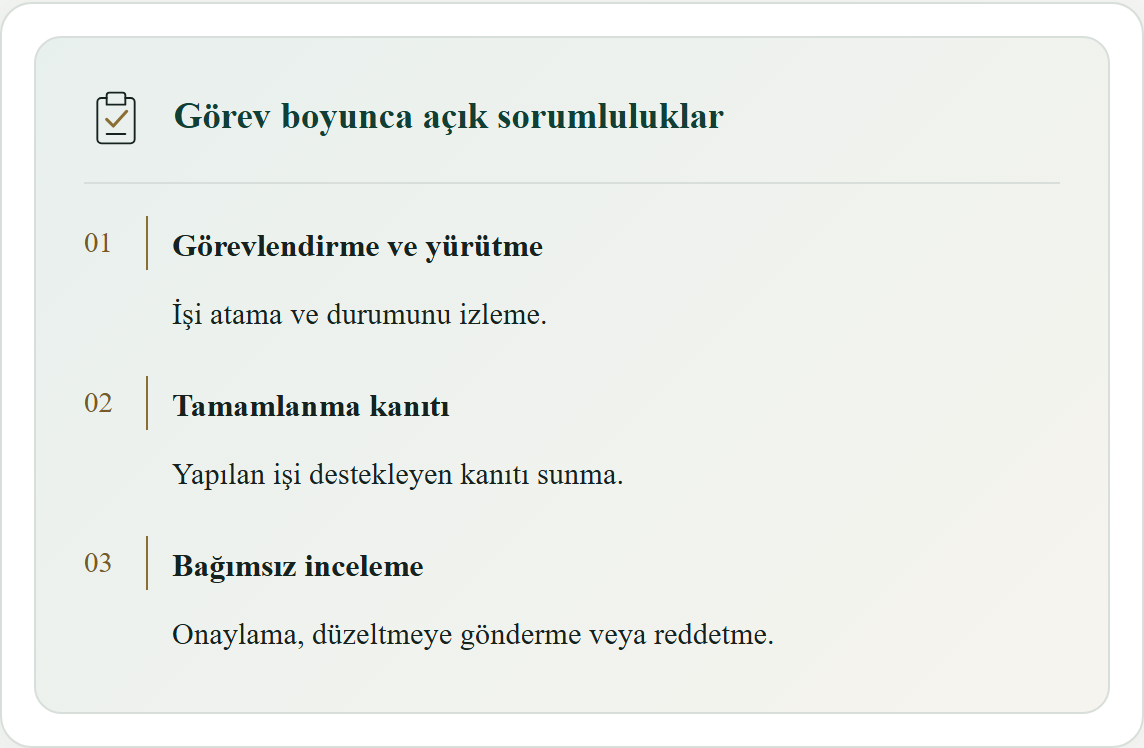 Görev boyunca açık sorumluluklar
01
Görevlendirme ve yürütme
İşi atama ve durumunu izleme.
02
Tamamlanma kanıtı
Yapılan işi destekleyen kanıtı sunma.
03
Bağımsız inceleme
Onaylama, düzeltmeye gönderme veya reddetme.